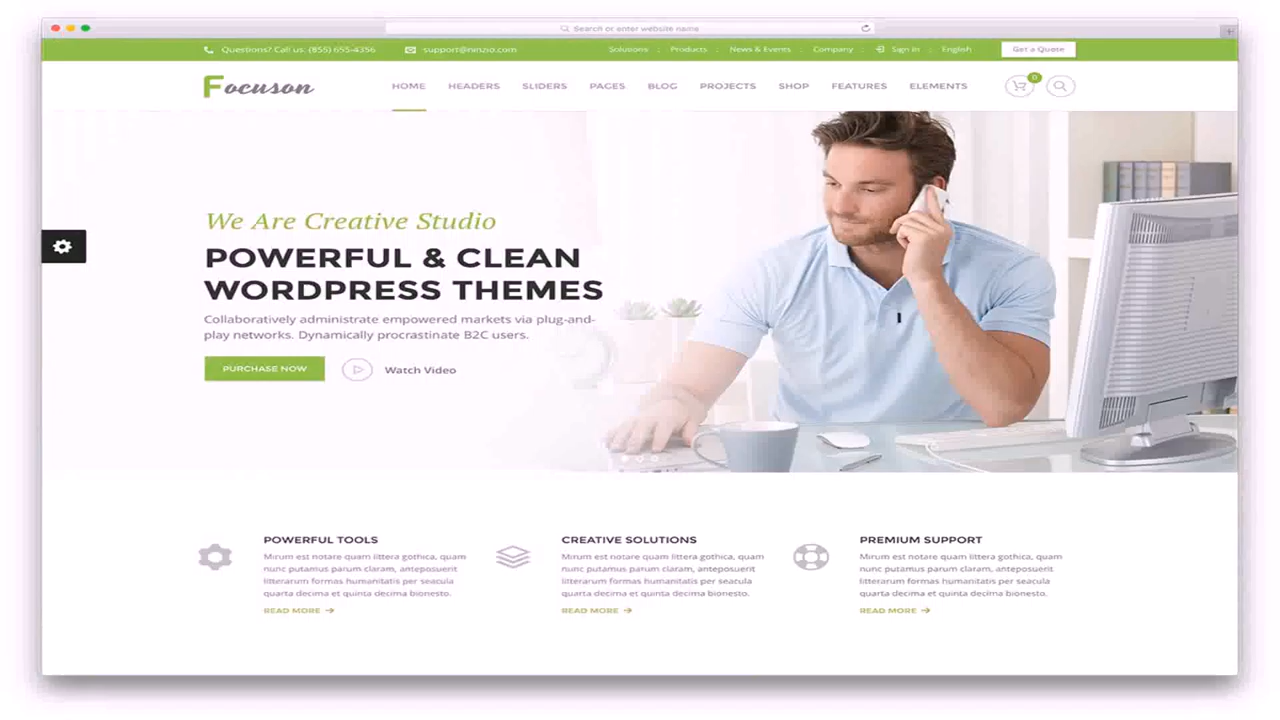 Search or enter website name
Questions? Call us: (855) 655-4356 support@ninzio.com Solutions Products News & Events Company Sign In English Get a Quote
Focuson HOME HEADERS SLIDERS PAGES BLOG PROJECTS SHOP FEATURES ELEMENTS 0
We Are Creative Studio
POWERFUL & CLEAN
WORDPRESS THEMES
Collaboratively administrate empowered markets via plug-and-
play networks. Dynamically procrastinate B2C users.
PURCHASE NOW Watch Video
POWERFUL TOOLS
Mirum est notare quam littera gothica, quam
nunc putamus parum claram, anteposuerit
litterarum formas humanitatis per seacula
quarta decima et quinta decima bionesto.
READ MORE
CREATIVE SOLUTIONS
Mirum est notare quam littera gothica, quam
nunc putamus parum claram, anteposuerit
litterarum formas humanitatis per seacula
quarta decima et quinta decima bionesto.
READ MORE
PREMIUM SUPPORT
Mirum est notare quam littera gothica, quam
nunc putamus parum claram, anteposuerit
litterarum formas humanitatis per seacula
quarta decima et quinta decima bionesto.
READ MORE